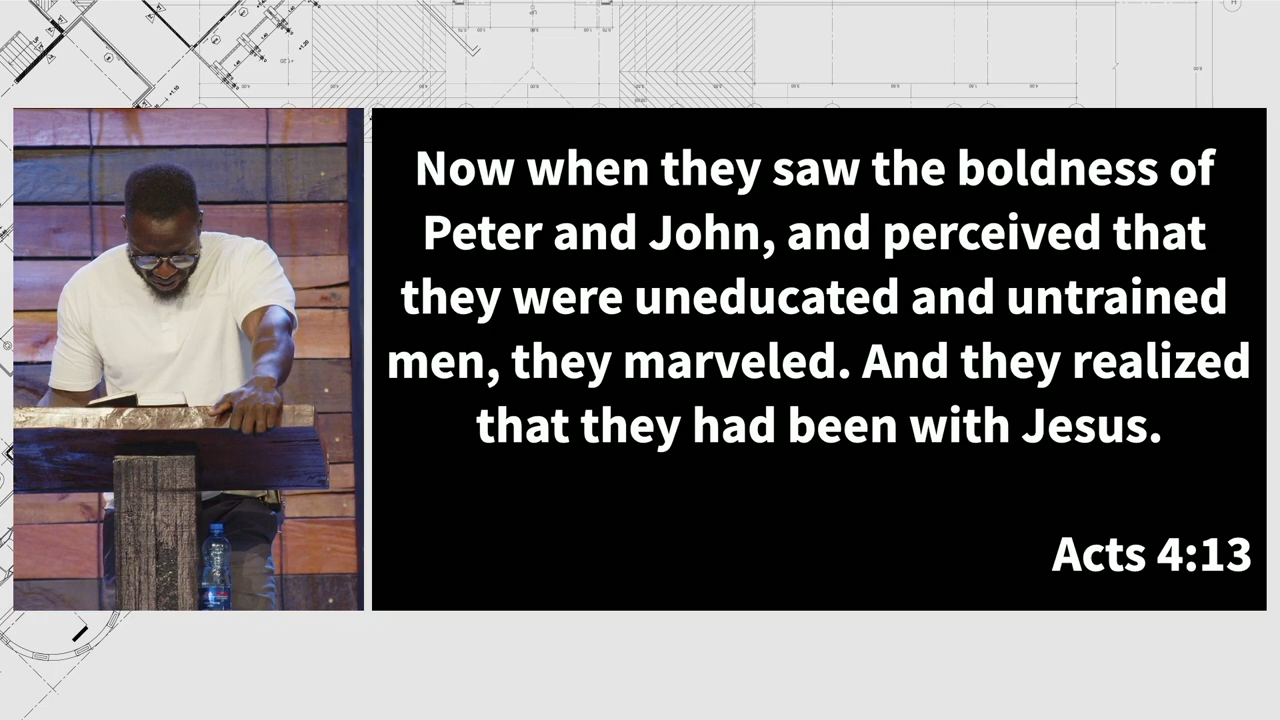 Now when they saw the boldness of
Peter and John, and perceived that
they were uneducated and untrained
men, they marveled. And they realized
that they had been with Jesus.
Acts 4:13